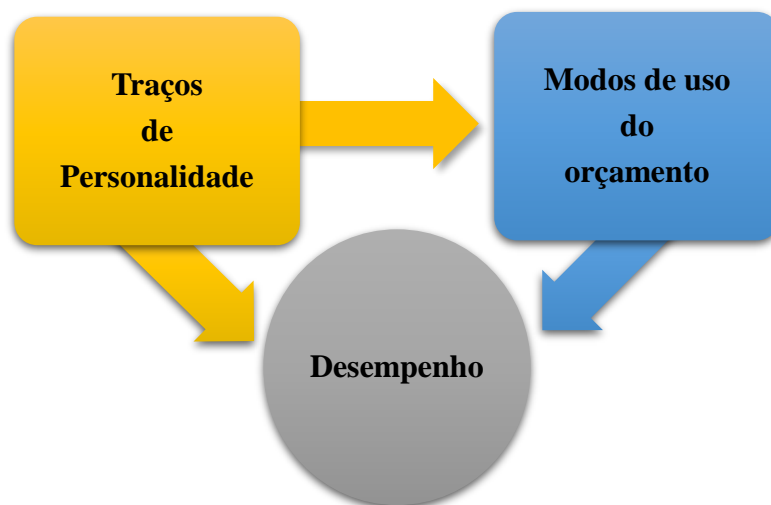 Traços
de
Personalidade
Modos de uso
do
orçamento
Desempenho